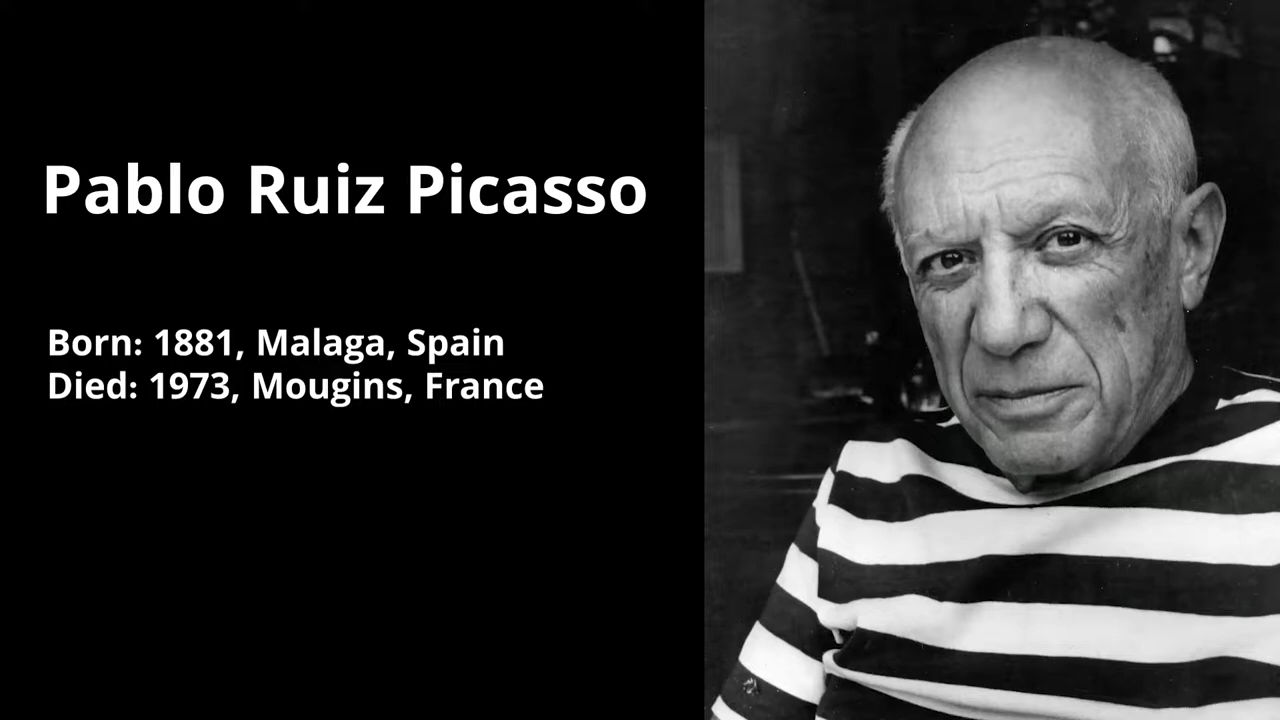 Pablo Ruiz Picasso
Born: 1881, Malaga, Spain
Died: 1973, Mougins, France